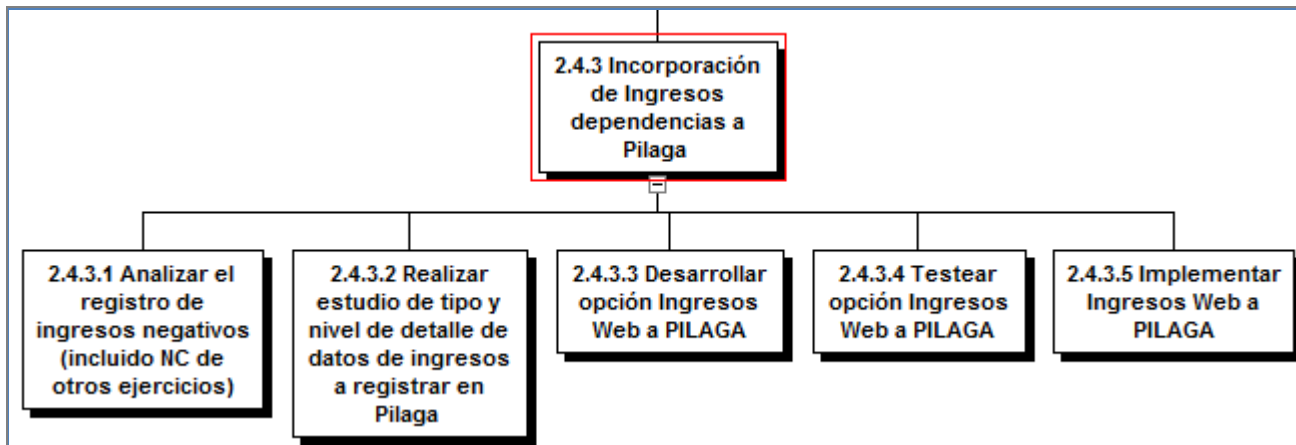 2.4.3 Incorporación
de Ingresos
dependencias a
Pilaga
2.4.3.1 Analizar el
registro de
ingresos negativos
(incluido NC de
otros ejercicios)
2.4.3.2 Realizar
estudio de tipo y
nivel de detalle de
datos de ingresos
a registrar en
Pilaga
2.4.3.3 Desarrollar
opción Ingresos
Web a PILAGA
2.4.3.4 Testear
opción Ingresos
Web a PILAGA
2.4.3.5 Implementar
Ingresos Web a
PILAGA